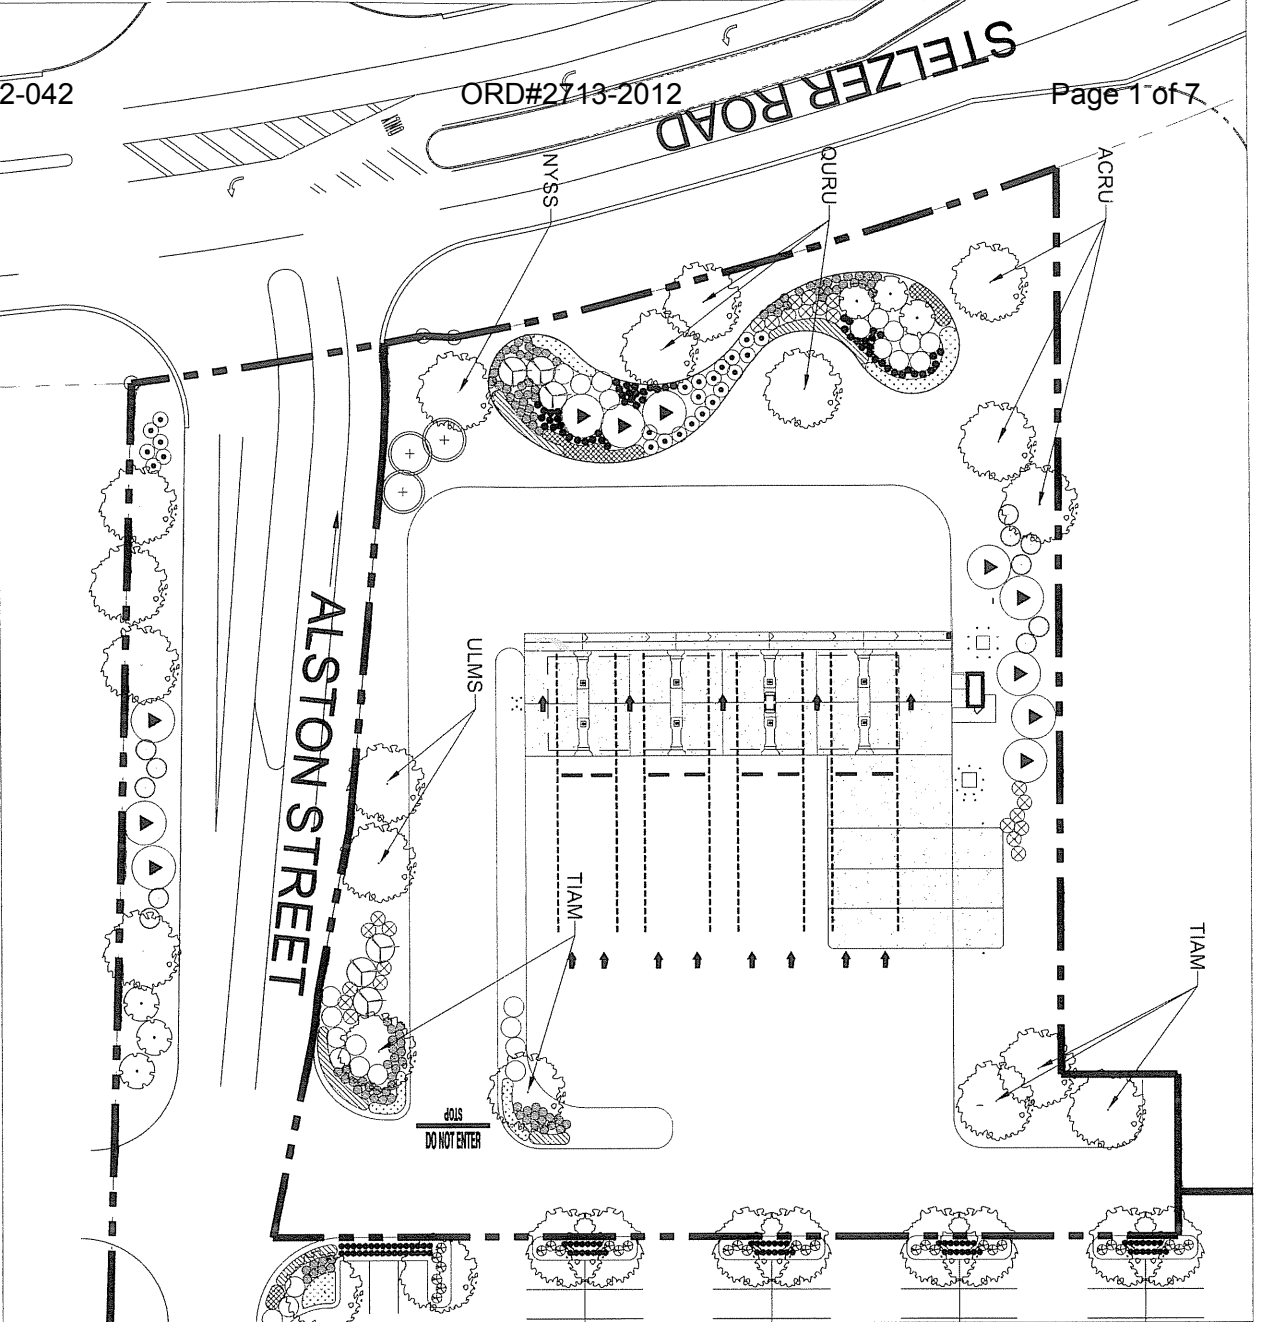 2-042 ORD#2713-2012 Page 1 of 7
STELZER ROAD
ONLY
NYSS
QURU
ACRU
ALSTON STREET
ULMS
TIAM
TIAM
STOP
DO NOT ENTER